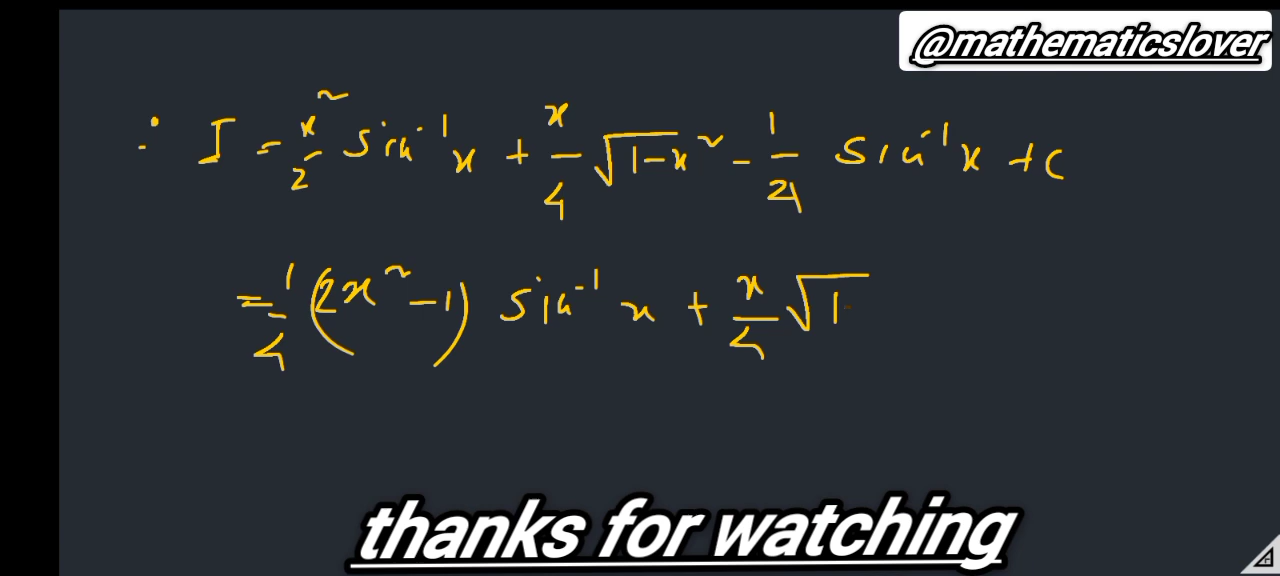 @mathematicslover
∴ I = x²/2 sin⁻¹x + x/4 √(1-x²) - 1/4 sin⁻¹x + c
= 1/4 (2x² - 1) sin⁻¹ x + x/4 √1
thanks for watching